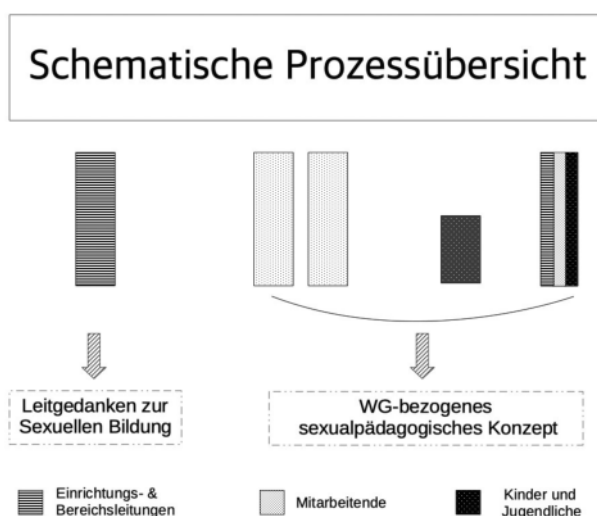 Schematische Prozessübersicht
Leitgedanken zur
Sexuellen Bildung
WG-bezogenes
sexualpädagogisches Konzept
Einrichtungs- &
Bereichsleitungen
Mitarbeitende
Kinder und
Jugendliche